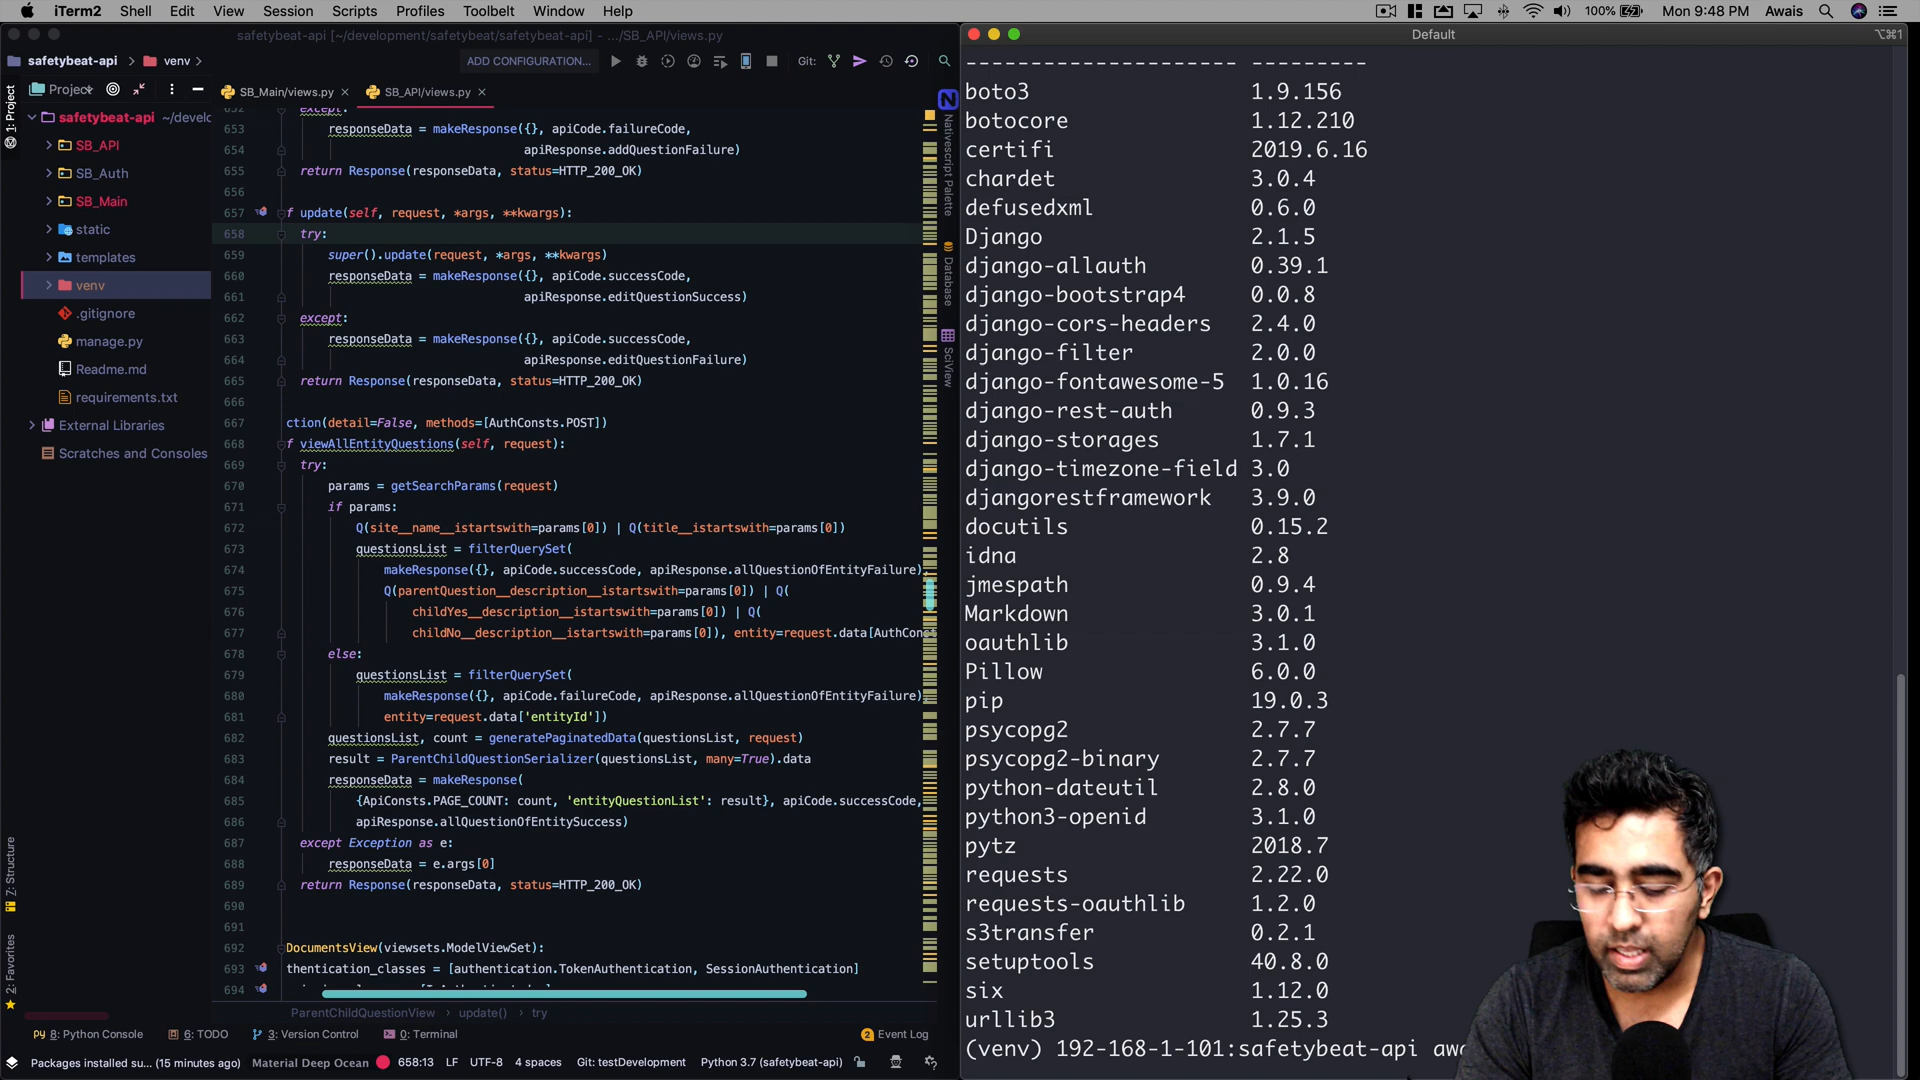 iTerm2 Shell Edit View Session Scripts Profiles Toolbelt Window Help 100% Mon 9:48 PM Awais
safetybeat-api [~/development/safetybeat/safetybeat-api] - .../SB_API/views.py
Default
⌥⌘1
safetybeat-api venv ADD CONFIGURATION... Git:
1: Project
Project
SB_Main/views.py
SB_API/views.py
safetybeat-api ~/develo
SB_API
SB_Auth
SB_Main
static
templates
venv
.gitignore
manage.py
Readme.md
requirements.txt
External Libraries
Scratches and Consoles
except:
653 responseData = makeResponse({}, apiCode.failureCode,
654 apiResponse.addQuestionFailure)
655 return Response(responseData, status=HTTP_200_OK)
656
657 f update(self, request, *args, **kwargs):
658 try:
659 super().update(request, *args, **kwargs)
660 responseData = makeResponse({}, apiCode.successCode,
661 apiResponse.editQuestionSuccess)
662 except:
663 responseData = makeResponse({}, apiCode.successCode,
664 apiResponse.editQuestionFailure)
665 return Response(responseData, status=HTTP_200_OK)
666
667 ction(detail=False, methods=[AuthConsts.POST])
668 f viewAllEntityQuestions(self, request):
669 try:
670 params = getSearchParams(request)
671 if params:
672 Q(site__name__istartswith=params[0]) | Q(title__istartswith=params[0])
673 questionsList = filterQuerySet(
674 makeResponse({}, apiCode.successCode, apiResponse.allQuestionOfEntityFailure),
675 Q(parentQuestion__description__istartswith=params[0]) | Q(
676 childYes__description__istartswith=params[0]) | Q(
677 childNo__description__istartswith=params[0]), entity=request.data[AuthConst
678 else:
679 questionsList = filterQuerySet(
680 makeResponse({}, apiCode.failureCode, apiResponse.allQuestionOfEntityFailure),
681 entity=request.data['entityId'])
682 questionsList, count = generatePaginatedData(questionsList, request)
683 result = ParentChildQuestionSerializer(questionsList, many=True).data
684 responseData = makeResponse(
685 {ApiConsts.PAGE_COUNT: count, 'entityQuestionList': result}, apiCode.successCode,
686 apiResponse.allQuestionOfEntitySuccess)
687 except Exception as e:
688 responseData = e.args[0]
689 return Response(responseData, status=HTTP_200_OK)
690
691
692 DocumentsView(viewsets.ModelViewSet):
693 thentication_classes = [authentication.TokenAuthentication, SessionAuthentication]
694
ParentChildQuestionView update() try
Nativescript Palette
Database
SciView
7: Structure
2: Favorites
8: Python Console 6: TODO 3: Version Control 0: Terminal 2 Event Log
Packages installed su... (15 minutes ago) Material Deep Ocean 658:13 LF UTF-8 4 spaces Git: testDevelopment Python 3.7 (safetybeat-api)
--------------------- ---------
boto3 1.9.156
botocore 1.12.210
certifi 2019.6.16
chardet 3.0.4
defusedxml 0.6.0
Django 2.1.5
django-allauth 0.39.1
django-bootstrap4 0.0.8
django-cors-headers 2.4.0
django-filter 2.0.0
django-fontawesome-5 1.0.16
django-rest-auth 0.9.3
django-storages 1.7.1
django-timezone-field 3.0
djangorestframework 3.9.0
docutils 0.15.2
idna 2.8
jmespath 0.9.4
Markdown 3.0.1
oauthlib 3.1.0
Pillow 6.0.0
pip 19.0.3
psycopg2 2.7.7
psycopg2-binary 2.7.7
python-dateutil 2.8.0
python3-openid 3.1.0
pytz 2018.7
requests 2.22.0
requests-oauthlib 1.2.0
s3transfer 0.2.1
setuptools 40.8.0
six 1.12.0
urllib3 1.25.3
(venv) 192-168-1-101:safetybeat-api awa